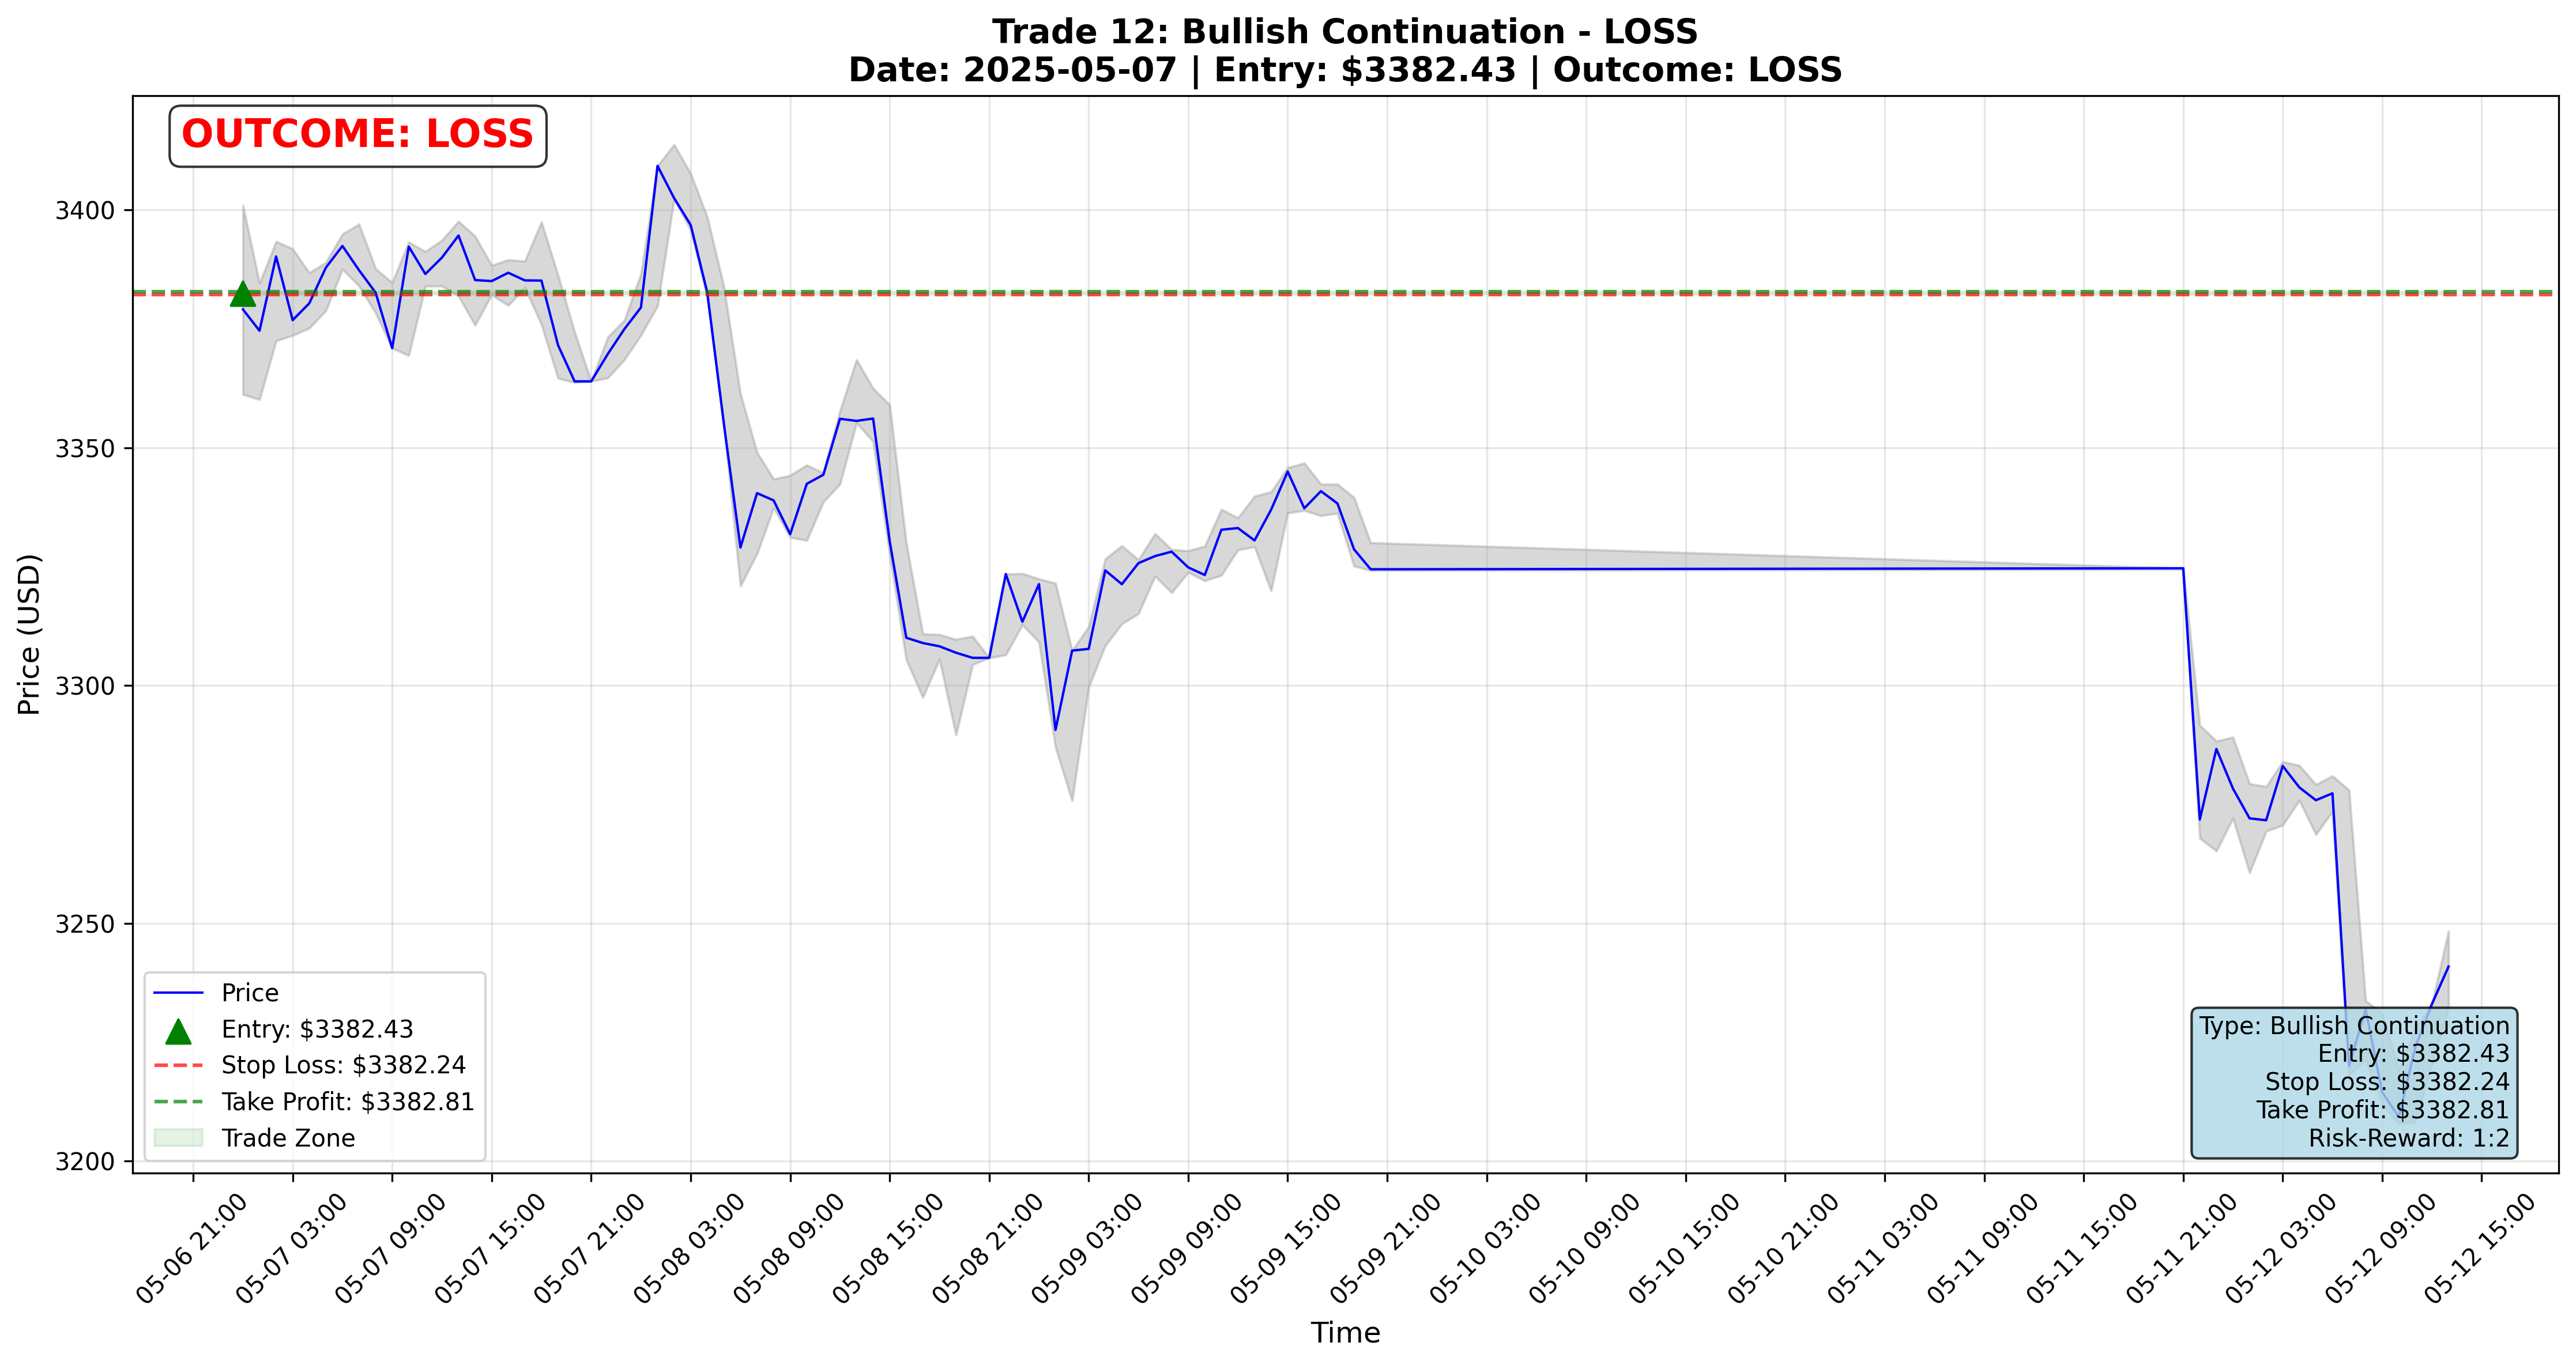 Trade 12: Bullish Continuation - LOSS
Date: 2025-05-07 | Entry: $3382.43 | Outcome: LOSS
OUTCOME: LOSS
Price (USD)
3400
3350
3300
3250
3200
Price
Entry: $3382.43
Stop Loss: $3382.24
Take Profit: $3382.81
Trade Zone
Type: Bullish Continuation
Entry: $3382.43
Stop Loss: $3382.24
Take Profit: $3382.81
Risk-Reward: 1:2
05-06 21:00
05-07 03:00
05-07 09:00
05-07 15:00
05-07 21:00
05-08 03:00
05-08 09:00
05-08 15:00
05-08 21:00
05-09 03:00
05-09 09:00
05-09 15:00
05-09 21:00
05-10 03:00
05-10 09:00
05-10 15:00
05-10 21:00
05-11 03:00
05-11 09:00
05-11 15:00
05-11 21:00
05-12 03:00
05-12 09:00
05-12 15:00
Time